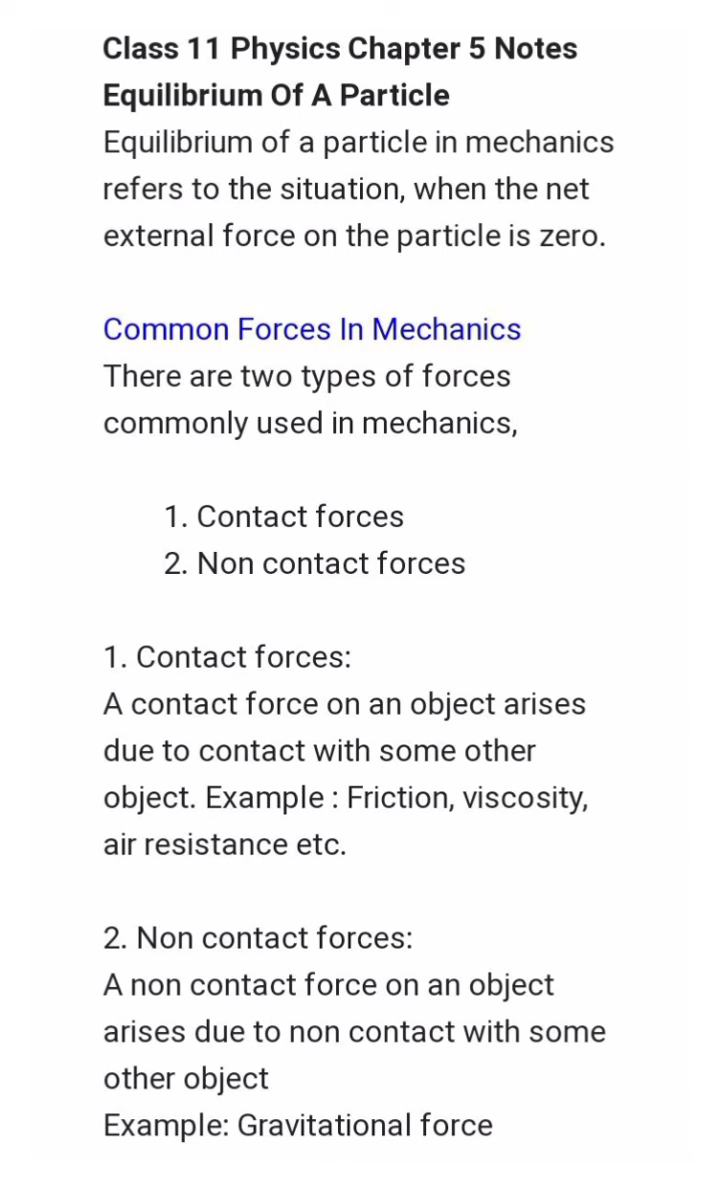 Class 11 Physics Chapter 5 Notes
Equilibrium Of A Particle
Equilibrium of a particle in mechanics
refers to the situation, when the net
external force on the particle is zero.
Common Forces In Mechanics
There are two types of forces
commonly used in mechanics,
1. Contact forces
2. Non contact forces
1. Contact forces:
A contact force on an object arises
due to contact with some other
object. Example : Friction, viscosity,
air resistance etc.
2. Non contact forces:
A non contact force on an object
arises due to non contact with some
other object
Example: Gravitational force